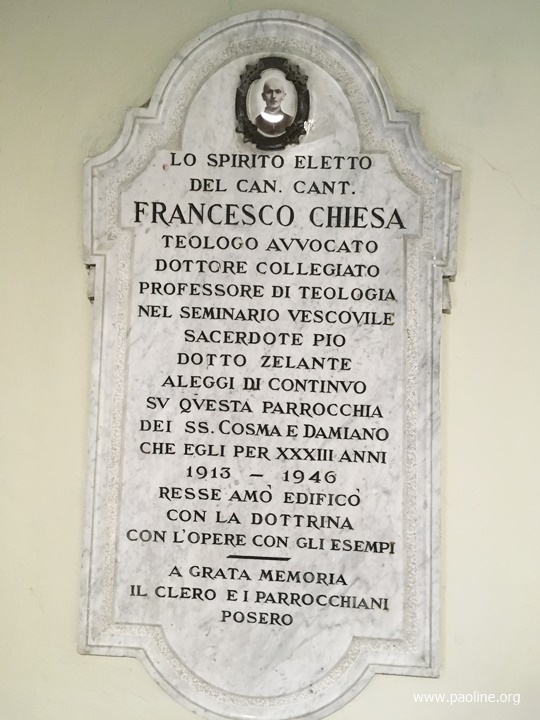 LO SPIRITO ELETTO
DEL CAN. CANT.
FRANCESCO CHIESA
TEOLOGO AVVOCATO
DOTTORE COLLEGIATO
PROFESSORE DI TEOLOGIA
NEL SEMINARIO VESCOVILE
SACERDOTE PIO
DOTTO ZELANTE
ALEGGI DI CONTINVO
SV QVESTA PARROCCHIA
DEI SS. COSMA E DAMIANO
CHE EGLI PER XXXIII ANNI
1913 – 1946
RESSE AMÒ EDIFICÒ
CON LA DOTTRINA
CON L'OPERE CON GLI ESEMPI
A GRATA MEMORIA
IL CLERO E I PARROCCHIANI
POSERO
www.paoline.org